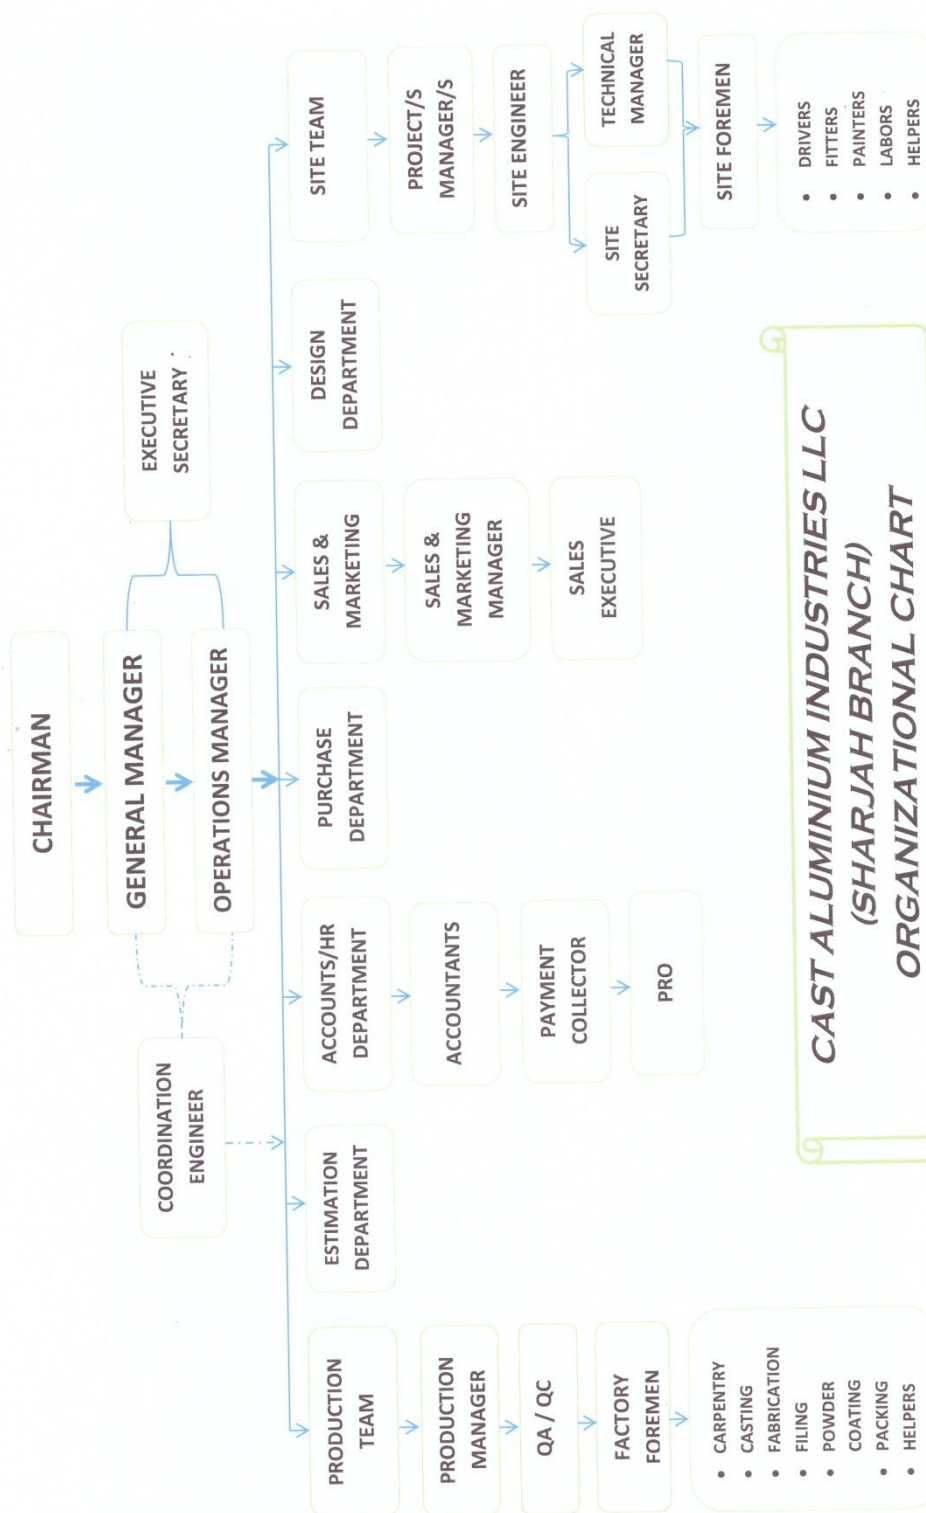 CHAIRMAN
GENERAL MANAGER
OPERATIONS MANAGER
COORDINATION
ENGINEER
EXECUTIVE
SECRETARY
PRODUCTION
TEAM
PRODUCTION
MANAGER
QA / QC
FACTORY
FOREMEN
• CARPENTRY
• CASTING
• FABRICATION
• FILING
• POWDER
COATING
• PACKING
• HELPERS
ESTIMATION
DEPARTMENT
ACCOUNTS/HR
DEPARTMENT
ACCOUNTANTS
PAYMENT
COLLECTOR
PRO
PURCHASE
DEPARTMENT
SALES &
MARKETING
SALES &
MARKETING
MANAGER
SALES
EXECUTIVE
DESIGN
DEPARTMENT
SITE TEAM
PROJECT/S
MANAGER/S
SITE ENGINEER
SITE
SECRETARY
TECHNICAL
MANAGER
SITE FOREMEN
• DRIVERS
• FITTERS
• PAINTERS
• LABORS
• HELPERS
CAST ALUMINIUM INDUSTRIES LLC
(SHARJAH BRANCH)
ORGANIZATIONAL CHART